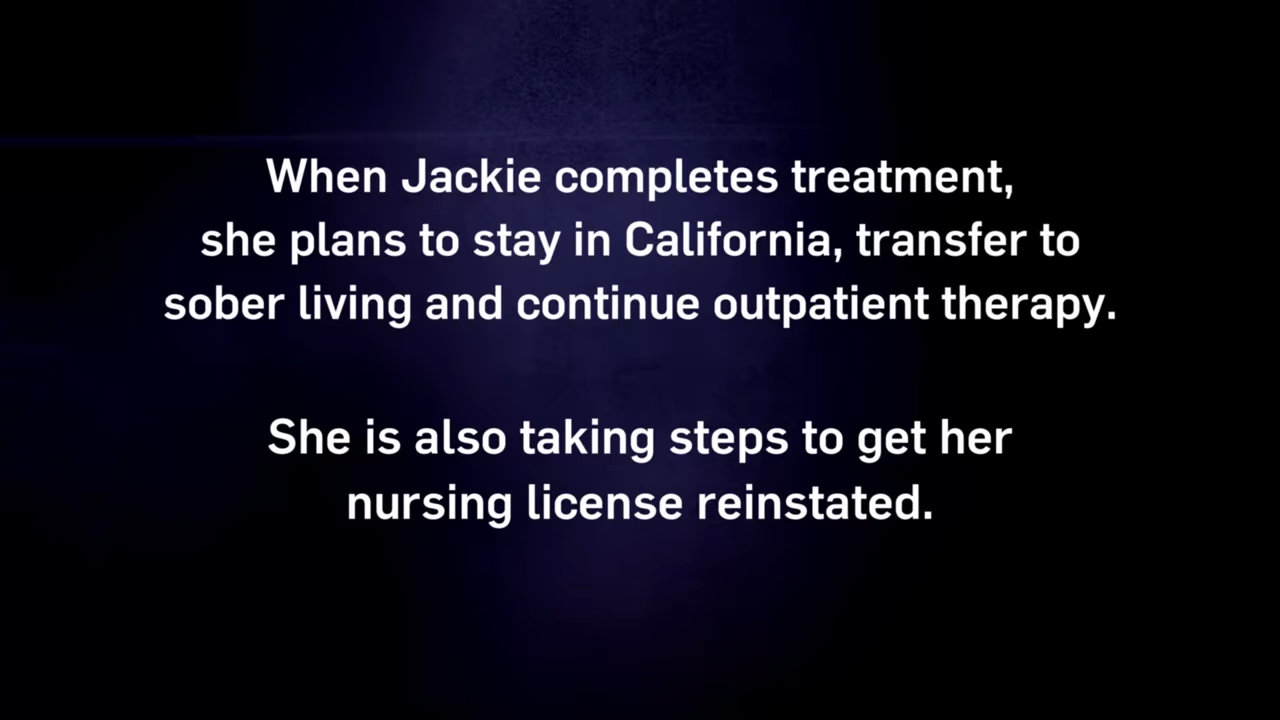 When Jackie completes treatment,
she plans to stay in California, transfer to
sober living and continue outpatient therapy.
She is also taking steps to get her
nursing license reinstated.